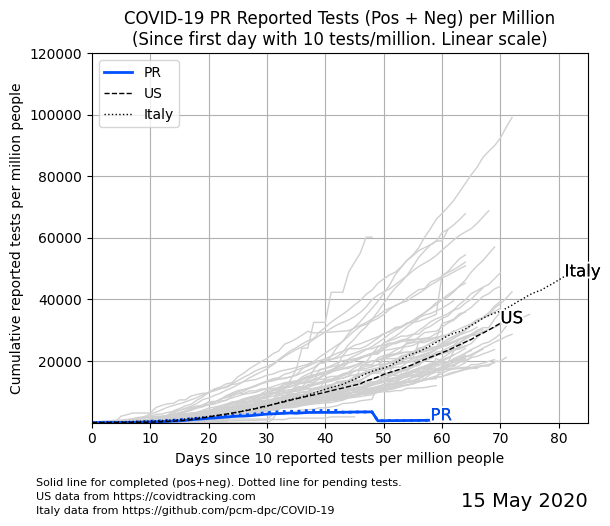 COVID-19 PR Reported Tests (Pos + Neg) per Million
(Since first day with 10 tests/million. Linear scale)
Cumulative reported tests per million people
120000
100000
80000
60000
40000
20000
PR
US
Italy
Italy
US
PR
0 10 20 30 40 50 60 70 80
Days since 10 reported tests per million people
Solid line for completed (pos+neg). Dotted line for pending tests.
US data from https://covidtracking.com
Italy data from https://github.com/pcm-dpc/COVID-19
15 May 2020